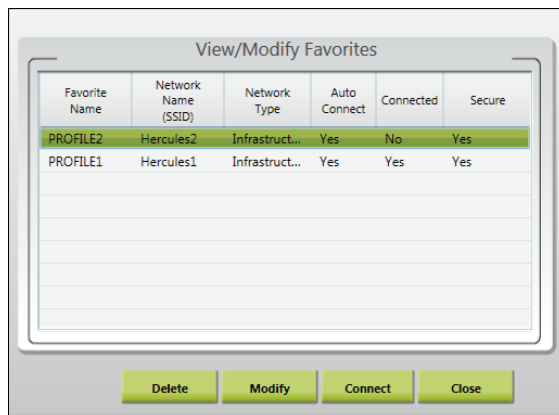 View/Modify Favorites
Favorite Name
Network Name (SSID)
Network Type
Auto Connect
Connected
Secure
PROFILE2 Hercules2 Infrastruct... Yes No Yes
PROFILE1 Hercules1 Infrastruct... Yes Yes Yes
Delete Modify Connect Close